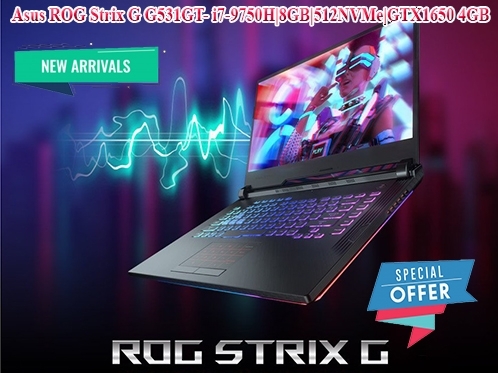 Asus ROG Strix G G531GT- i7-9750H|8GB|512NVMe|GTX1650 4GB
NEW ARRIVALS
SPECIAL
OFFER
ROG STRIX G